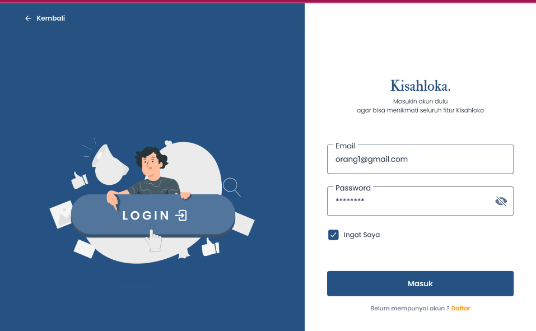 Kembali
LOGIN
Kisahloka.
Masukin akun dulu
agar bisa menikmati seluruh fitur Kisahloka
Email
orang1@gmail.com
Password
********
Ingat Saya
Masuk
Belum mempunyai akun ? Daftar